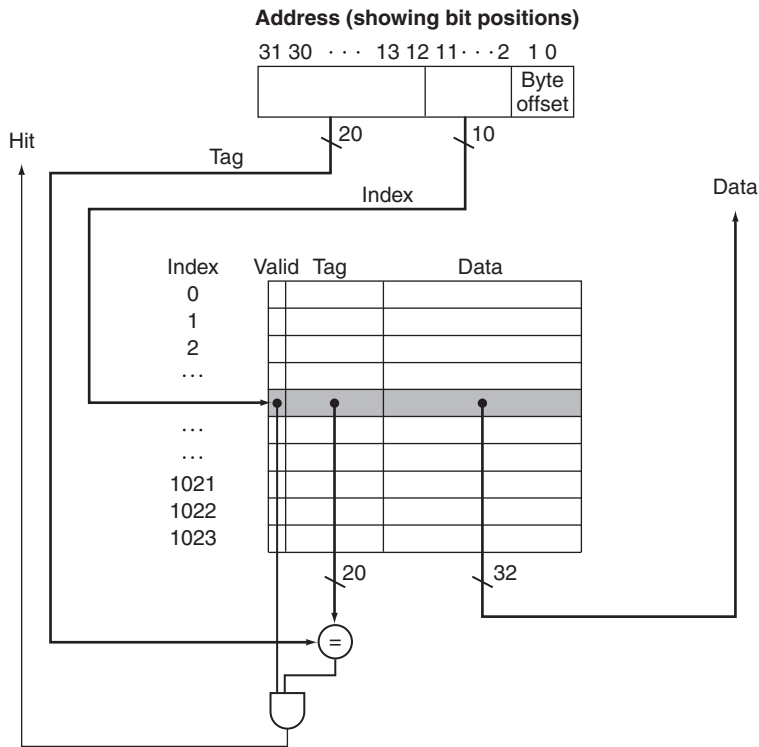 Address (showing bit positions)
31 30 · · · 13 12 11 · · · 2 1 0
Byte
offset
20
10
Hit
Tag
Data
Index
Index Valid Tag Data
0
1
2
...
...
...
1021
1022
1023
20
32
=